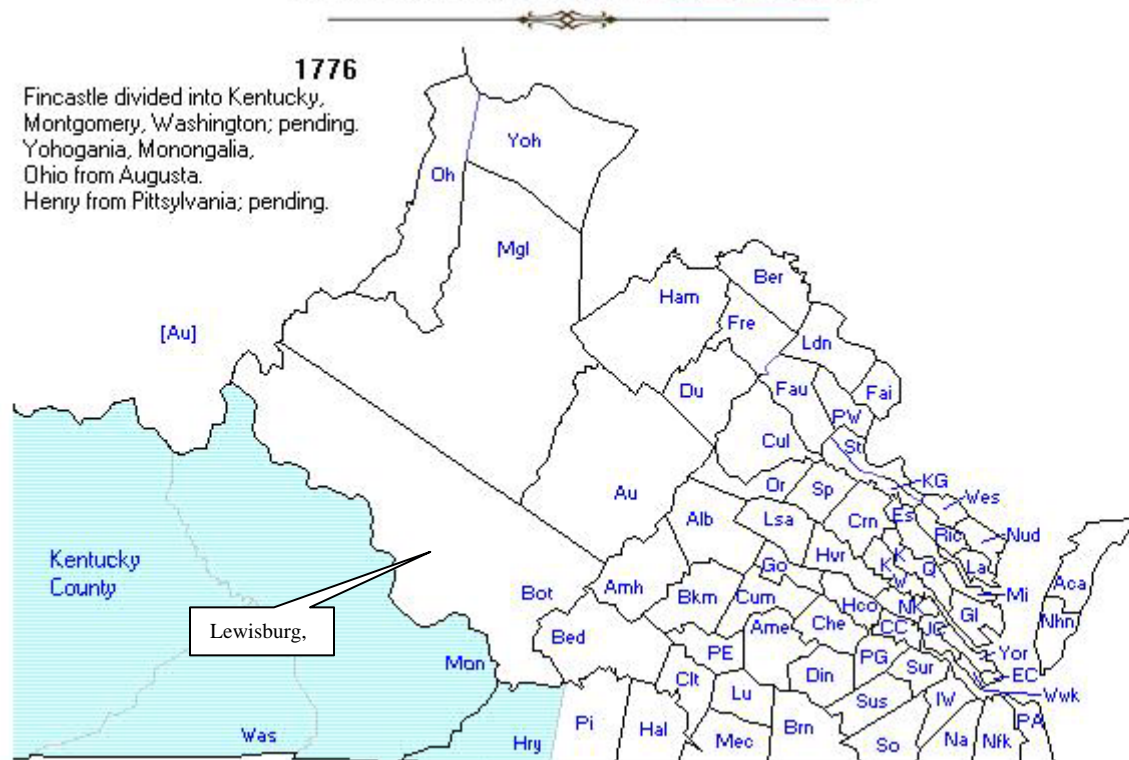 1776
Fincastle divided into Kentucky,
Montgomery, Washington; pending.
Yohogania, Monongalia,
Ohio from Augusta.
Henry from Pittsylvania; pending.
Yoh
Oh
Mgl
Ber
Ham
Fre
[Au]
Ldn
Du
Fau
Fai
PW
Cul
St
KG
Au
Or
Sp
Wes
Es
Alb
Lsa
Crn
Ric
Nud
Hvr
K
La
Kentucky
County
K
Q
Go
W
Mi
Aca
Bot
Amh
Bkm
Cum
Hco
NK
Gl
Lewisburg,
Che
CC
JC
Nhn
Bed
Ame
PE
Yor
Mon
PG
EC
Clt
Din
Sur
Wwk
Lu
Sus
IW
Pi
Brn
PA
Was
Hal
Hry
Mec
So
Na
Nfk